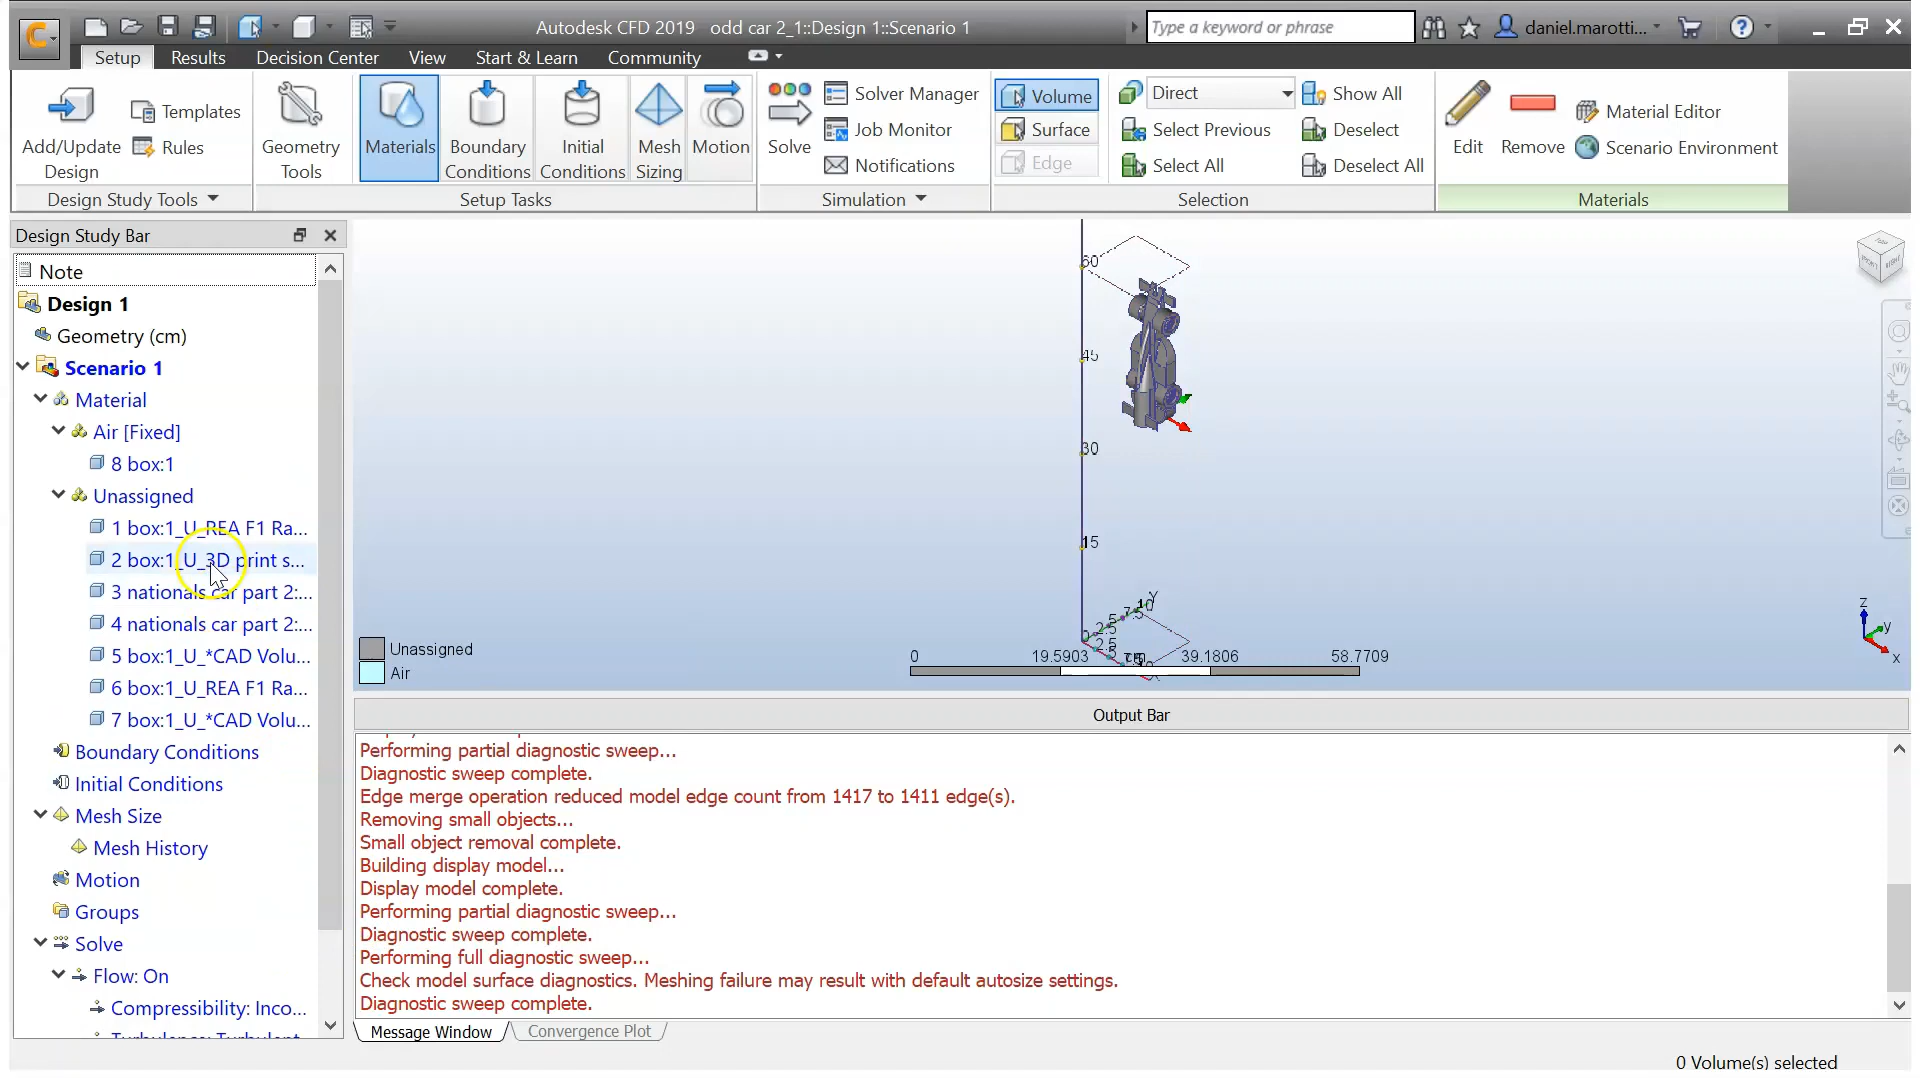 Autodesk CFD 2019 odd car 2_1::Design 1::Scenario 1
Type a keyword or phrase
daniel.marotti...
Setup Results Decision Center View Start & Learn Community
Add/Update Design
Templates
Rules
Geometry Tools
Materials
Boundary Conditions
Initial Conditions
Mesh Sizing
Motion
Solve
Solver Manager
Job Monitor
Notifications
Volume
Surface
Edge
Direct
Select Previous
Select All
Show All
Deselect
Deselect All
Edit
Remove
Material Editor
Scenario Environment
Design Study Tools
Setup Tasks
Simulation
Selection
Materials
Design Study Bar
Note
Design 1
Geometry (cm)
Scenario 1
Material
Air [Fixed]
8 box:1
Unassigned
1 box:1_U_REA F1 Ra...
2 box:1_U_3D print s...
3 nationals car part 2:...
4 nationals car part 2:...
5 box:1_U_*CAD Volu...
6 box:1_U_REA F1 Ra...
7 box:1_U_*CAD Volu...
Boundary Conditions
Initial Conditions
Mesh Size
Mesh History
Motion
Groups
Solve
Flow: On
Compressibility: Inco...
Turbulence: Turbulent
60
45
30
15
Unassigned
Air
0 19.5903 cm 39.1806 58.7709
Z
Y
X
Output Bar
Performing partial diagnostic sweep...
Diagnostic sweep complete.
Edge merge operation reduced model edge count from 1417 to 1411 edge(s).
Removing small objects...
Small object removal complete.
Building display model...
Display model complete.
Performing partial diagnostic sweep...
Diagnostic sweep complete.
Performing full diagnostic sweep...
Check model surface diagnostics. Meshing failure may result with default autosize settings.
Diagnostic sweep complete.
Message Window
Convergence Plot
0 Volume(s) selected